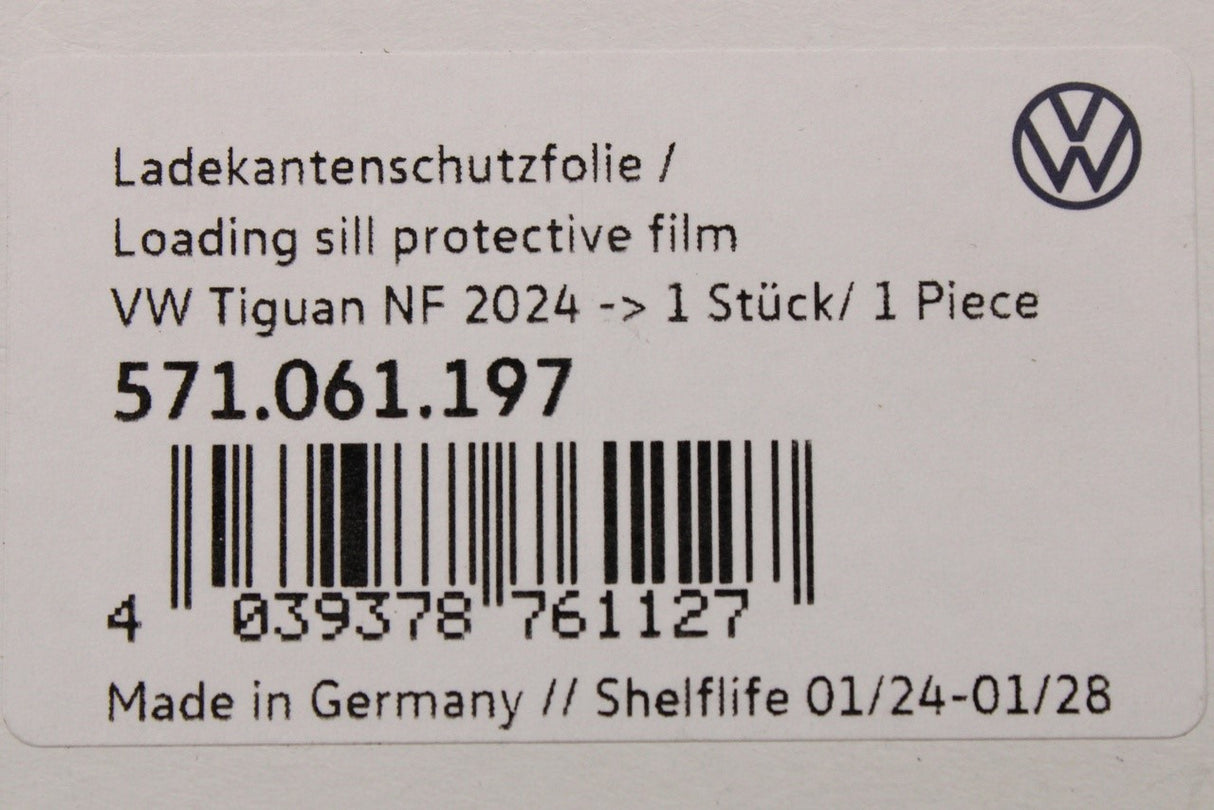 Ladekantenschutzfolie /
Loading sill protective film
VW Tiguan NF 2024 -> 1 Stück/ 1 Piece
571.061.197
4 039378 761127
Made in Germany // Shelflife 01/24-01/28